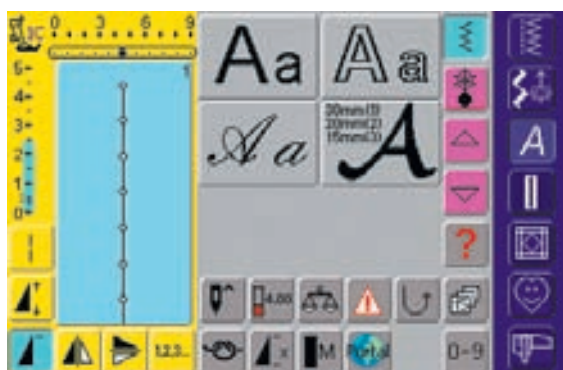 1C 0 3 6 9
Aa
Aa
1
5
4
3
2
1
0
Aa
30mm(1)
20mm(2)
15mm(3)
A
A
?
4.00
1,2,3...
x
M
Portal
0-9